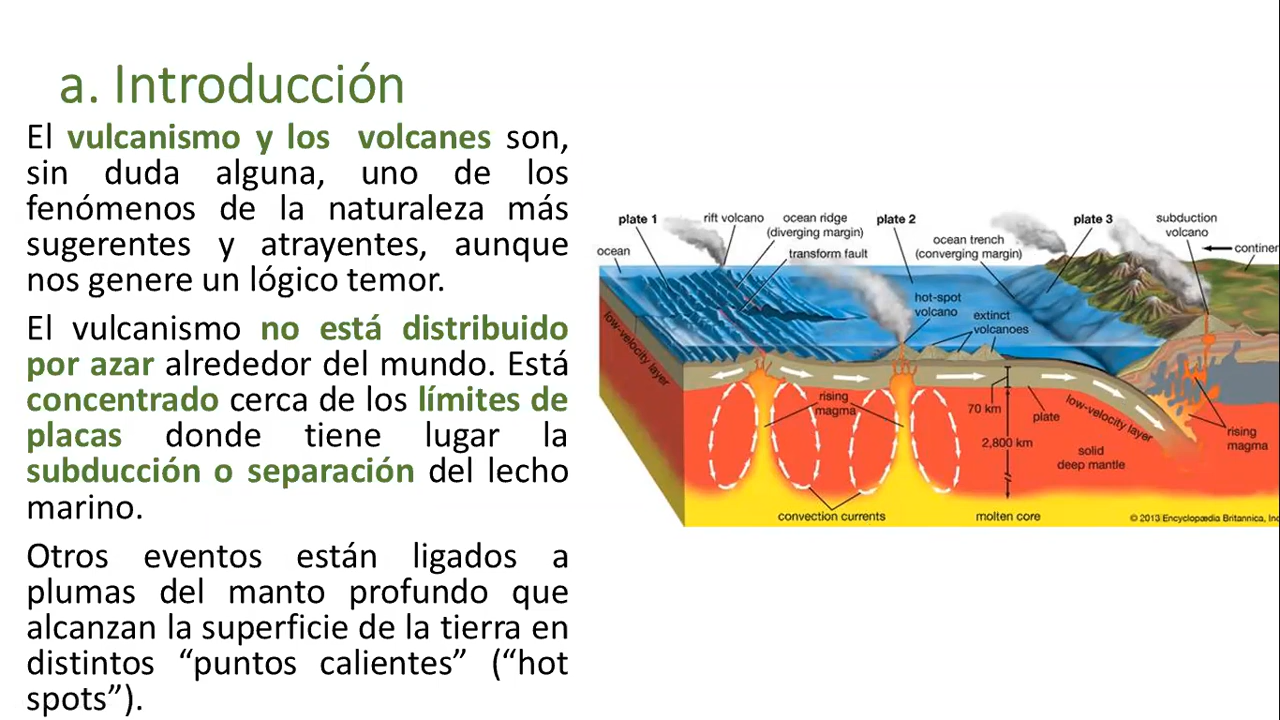 a. Introducción
El vulcanismo y los volcanes son,
sin duda alguna, uno de los
fenómenos de la naturaleza más
sugerentes y atrayentes, aunque
nos genere un lógico temor.
El vulcanismo no está distribuido
por azar alrededor del mundo. Está
concentrado cerca de los límites de
placas donde tiene lugar la
subducción o separación del lecho
marino.
Otros eventos están ligados a
plumas del manto profundo que
alcanzan la superficie de la tierra en
distintos “puntos calientes” (“hot
spots”).
plate 1
rift volcano
ocean ridge
(diverging margin)
plate 2
plate 3
subduction
volcano
ocean
transform fault
ocean trench
(converging margin)
continen
hot-spot
volcano
extinct
volcanoes
low-velocity layer
rising
magma
70 km
plate
low-velocity layer
2,800 km
solid
deep mantle
rising
magma
convection currents
molten core
© 2013 Encyclopædia Britannica, Inc